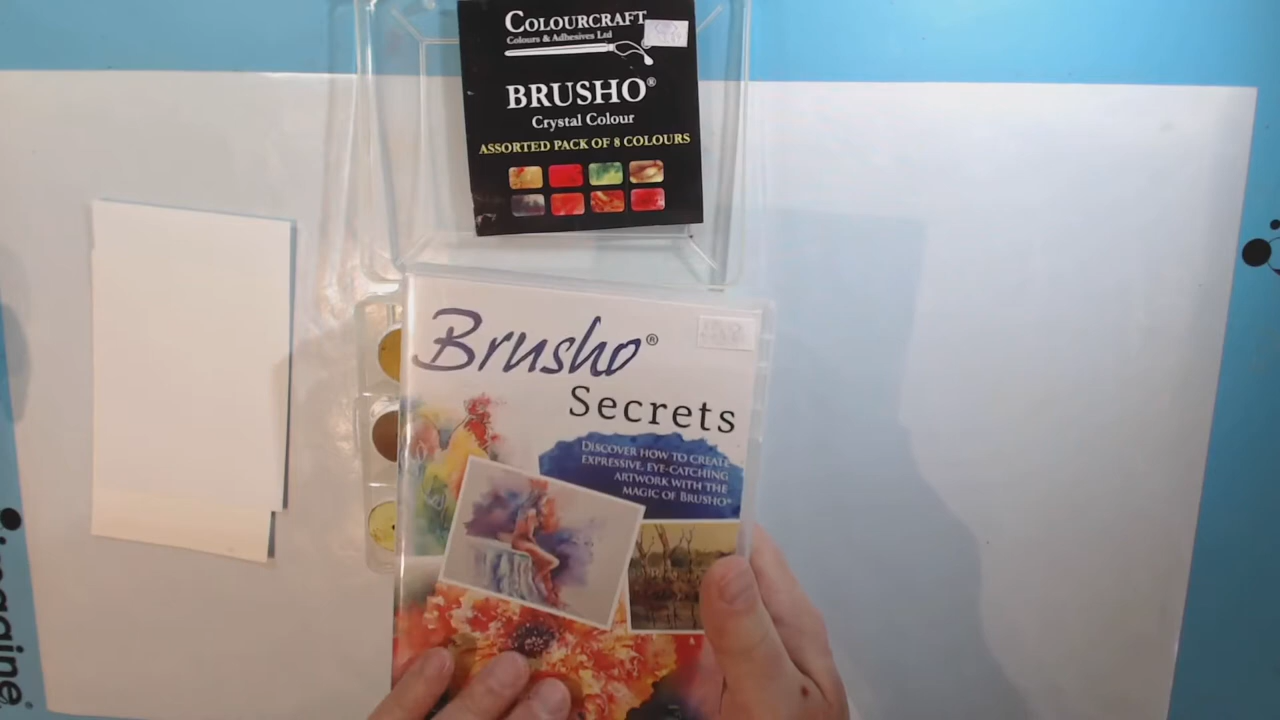 COLOURCRAFT
Colours & Adhesives Ltd
BRUSHO®
Crystal Colour
ASSORTED PACK OF 8 COLOURS
Brusho®
Secrets
DISCOVER HOW TO CREATE
EXPRESSIVE, EYE-CATCHING
ARTWORK WITH THE
MAGIC OF BRUSHO®